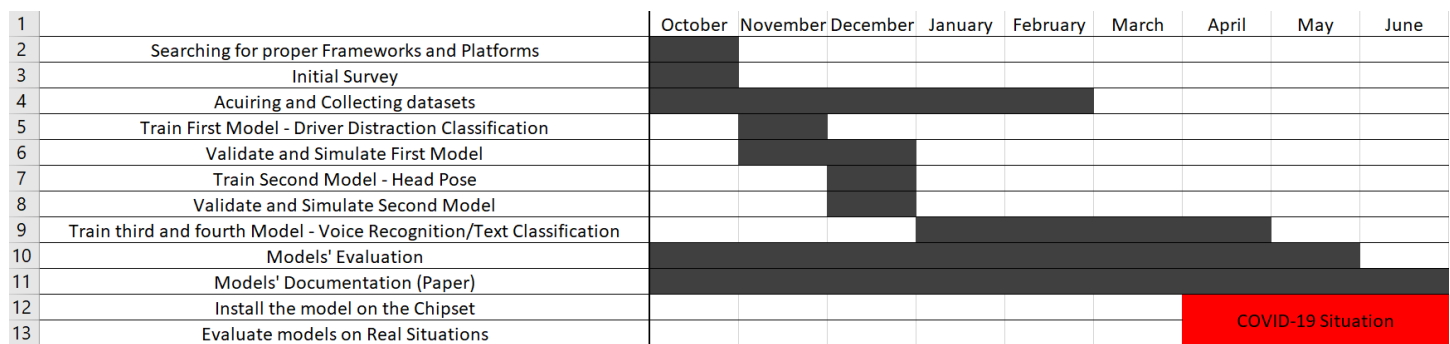 1 October November December January February March April May June
2 Searching for proper Frameworks and Platforms
3 Initial Survey
4 Acuiring and Collecting datasets
5 Train First Model - Driver Distraction Classification
6 Validate and Simulate First Model
7 Train Second Model - Head Pose
8 Validate and Simulate Second Model
9 Train third and fourth Model - Voice Recognition/Text Classification
10 Models' Evaluation
11 Models' Documentation (Paper)
12 Install the model on the Chipset
COVID-19 Situation
13 Evaluate models on Real Situations